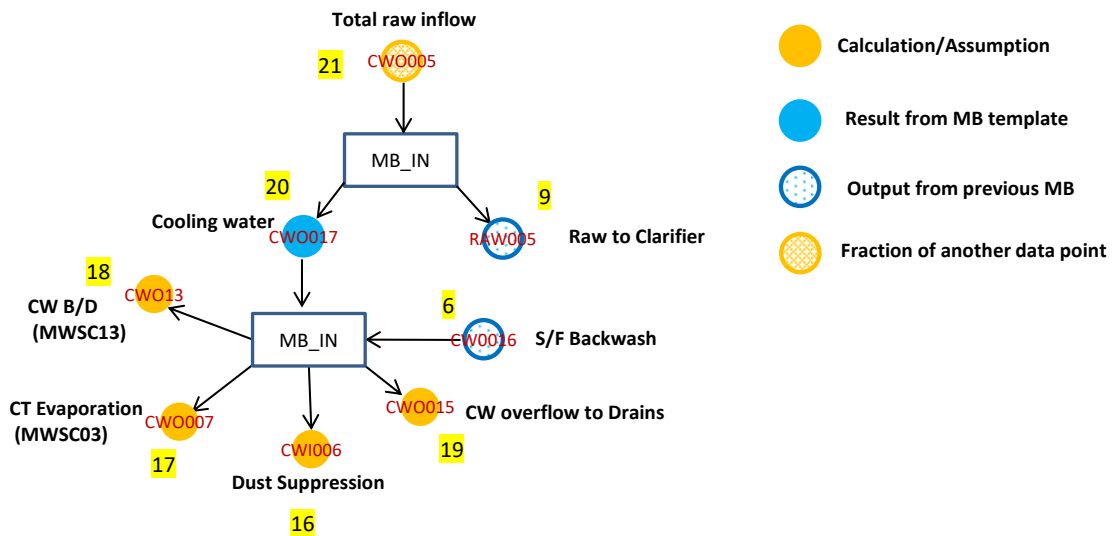 Total raw inflow
21
CWO005
Calculation/Assumption
MB_IN
Result from MB template
20
9
Output from previous MB
Cooling water
CWO017
RAW005
Raw to Clarifier
Fraction of another data point
18
CWO13
CW B/D
(MWSC13)
6
MB_IN
CW0016
S/F Backwash
CT Evaporation
(MWSC03)
CWO007
CWO015
CW overflow to Drains
17
CWI006
19
Dust Suppression
16